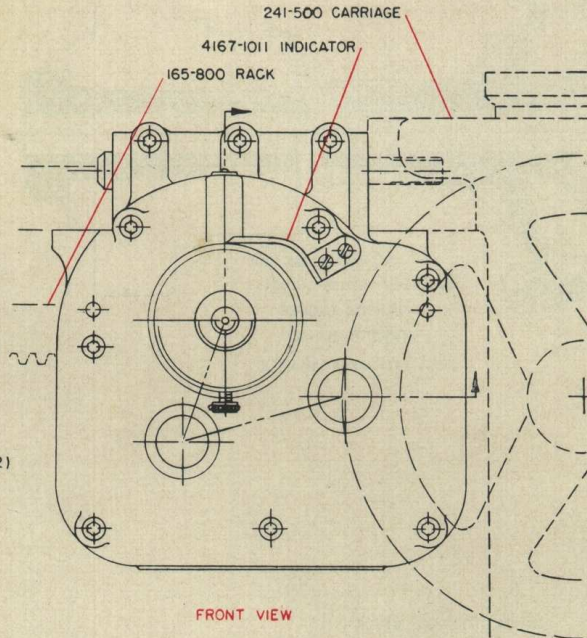 241-500 CARRIAGE
4167-1011 INDICATOR
165-800 RACK
2)
FRONT VIEW